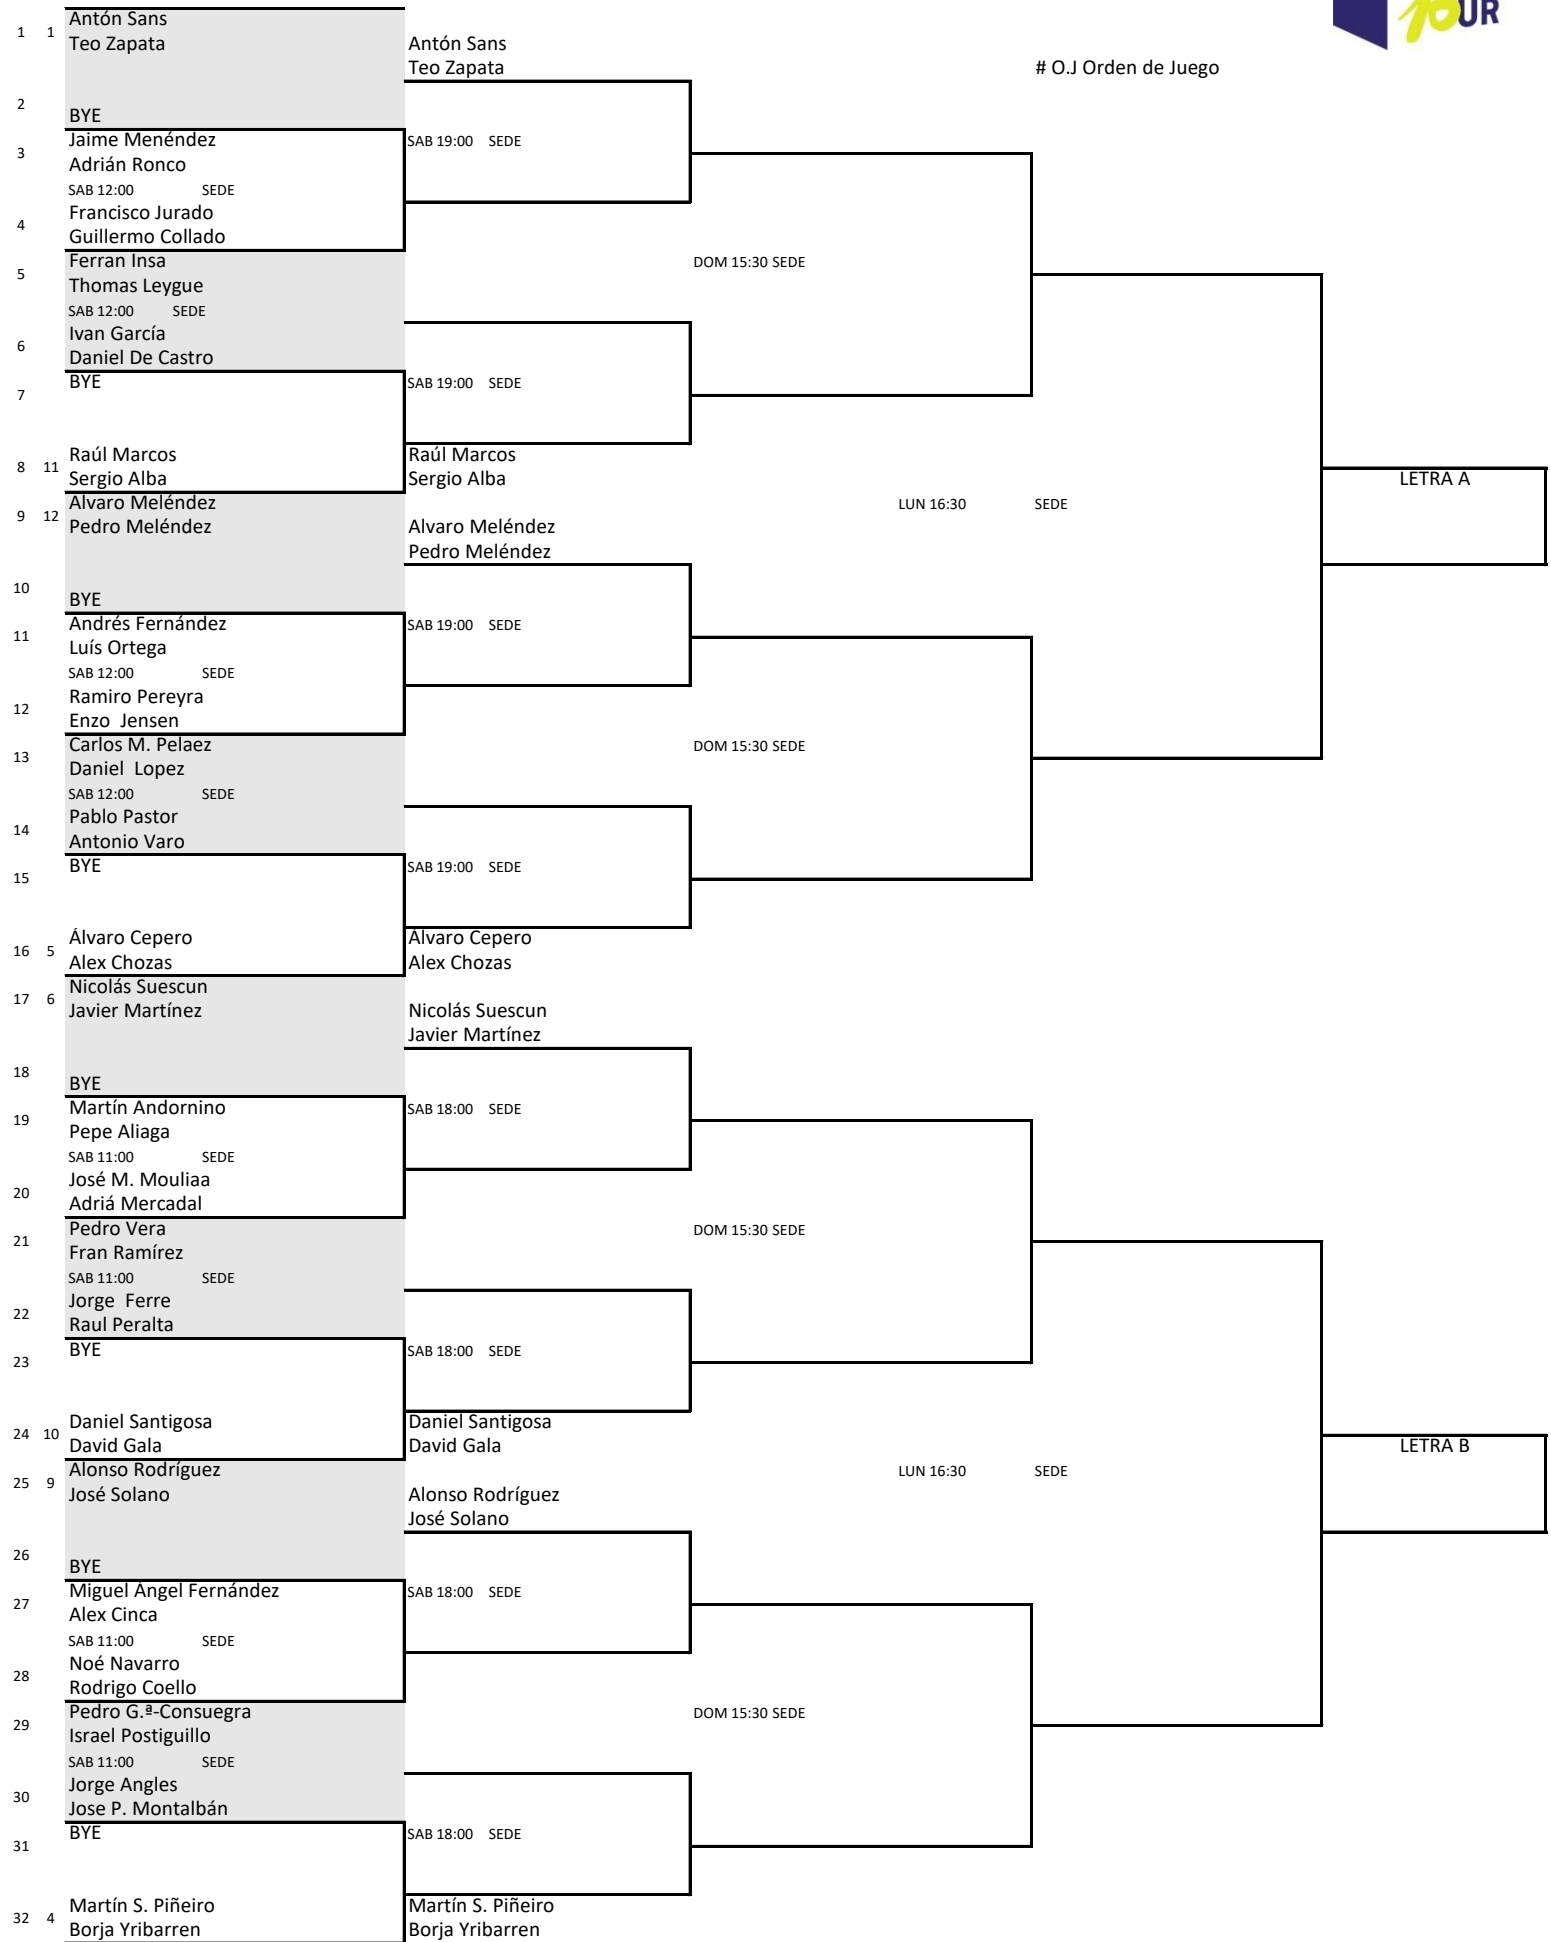 UR
# O.J Orden de Juego
1 1 Antón Sans
Teo Zapata
Antón Sans
Teo Zapata
2 BYE
3 Jaime Menéndez
Adrián Ronco
SAB 19:00 SEDE
SAB 12:00 SEDE
4 Francisco Jurado
Guillermo Collado
5 Ferran Insa
Thomas Leygue
DOM 15:30 SEDE
SAB 12:00 SEDE
6 Ivan García
Daniel De Castro
7 BYE
SAB 19:00 SEDE
8 11 Raúl Marcos
Sergio Alba
Raúl Marcos
Sergio Alba
LETRA A
9 12 Alvaro Meléndez
Pedro Meléndez
LUN 16:30 SEDE
Alvaro Meléndez
Pedro Meléndez
10 BYE
11 Andrés Fernández
Luís Ortega
SAB 19:00 SEDE
SAB 12:00 SEDE
12 Ramiro Pereyra
Enzo Jensen
13 Carlos M. Pelaez
Daniel Lopez
DOM 15:30 SEDE
SAB 12:00 SEDE
14 Pablo Pastor
Antonio Varo
15 BYE
SAB 19:00 SEDE
16 5 Álvaro Cepero
Alex Chozas
Álvaro Cepero
Alex Chozas
17 6 Nicolás Suescun
Javier Martínez
Nicolás Suescun
Javier Martínez
18 BYE
19 Martín Andornino
Pepe Aliaga
SAB 18:00 SEDE
SAB 11:00 SEDE
20 José M. Mouliaa
Adriá Mercadal
21 Pedro Vera
Fran Ramírez
DOM 15:30 SEDE
SAB 11:00 SEDE
22 Jorge Ferre
Raul Peralta
23 BYE
SAB 18:00 SEDE
24 10 Daniel Santigosa
David Gala
Daniel Santigosa
David Gala
LETRA B
25 9 Alonso Rodríguez
José Solano
LUN 16:30 SEDE
Alonso Rodríguez
José Solano
26 BYE
27 Miguel Ángel Fernández
Alex Cinca
SAB 18:00 SEDE
SAB 11:00 SEDE
28 Noé Navarro
Rodrigo Coello
29 Pedro G.ª-Consuegra
Israel Postiguillo
DOM 15:30 SEDE
SAB 11:00 SEDE
30 Jorge Angles
Jose P. Montalbán
31 BYE
SAB 18:00 SEDE
32 4 Martín S. Piñeiro
Borja Yribarren
Martín S. Piñeiro
Borja Yribarren